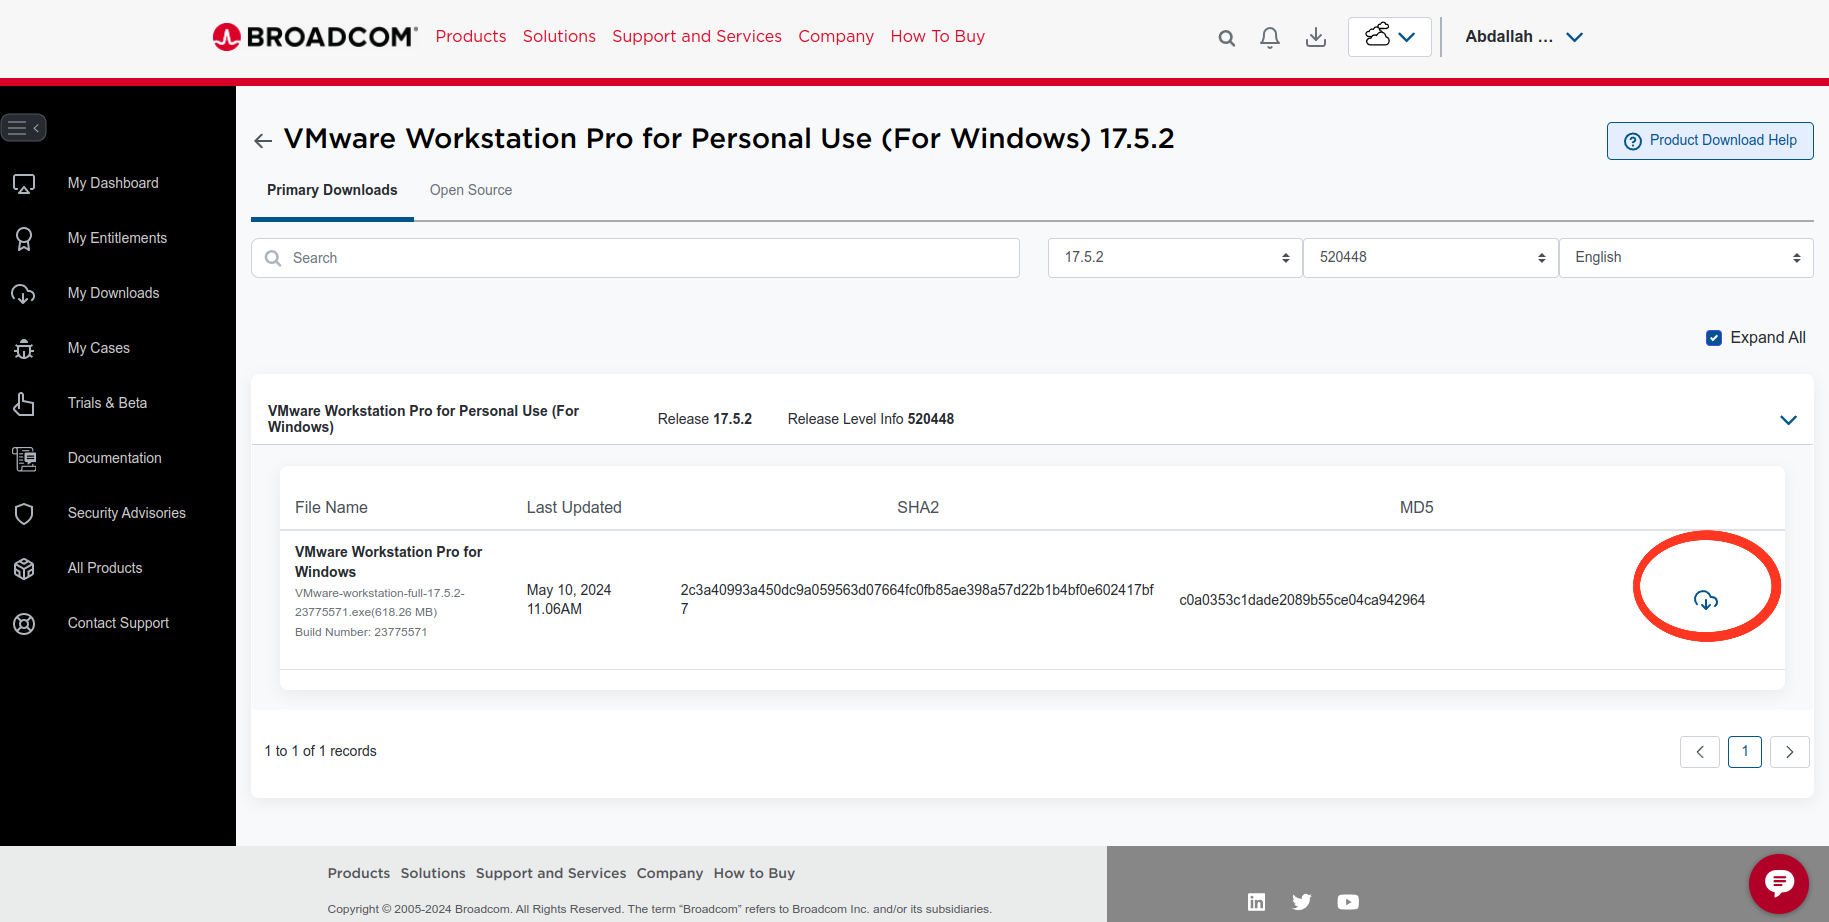 BROADCOM
Products Solutions Support and Services Company How To Buy
Abdallah ...
My Dashboard
My Entitlements
My Downloads
My Cases
Trials & Beta
Documentation
Security Advisories
All Products
Contact Support
VMware Workstation Pro for Personal Use (For Windows) 17.5.2
Product Download Help
Primary Downloads Open Source
Search
17.5.2
520448
English
Expand All
VMware Workstation Pro for Personal Use (For
Windows)
Release 17.5.2
Release Level Info 520448
File Name Last Updated SHA2 MD5
VMware Workstation Pro for
Windows
VMware-workstation-full-17.5.2-
23775571.exe(618.26 MB)
Build Number: 23775571
May 10, 2024
11.06AM
2c3a40993a450dc9a059563d07664fc0fb85ae398a57d22b1b4bf0e602417bf
7
c0a0353c1dade2089b55ce04ca942964
1 to 1 of 1 records
1
Products Solutions Support and Services Company How to Buy
Copyright © 2005-2024 Broadcom. All Rights Reserved. The term “Broadcom” refers to Broadcom Inc. and/or its subsidiaries.